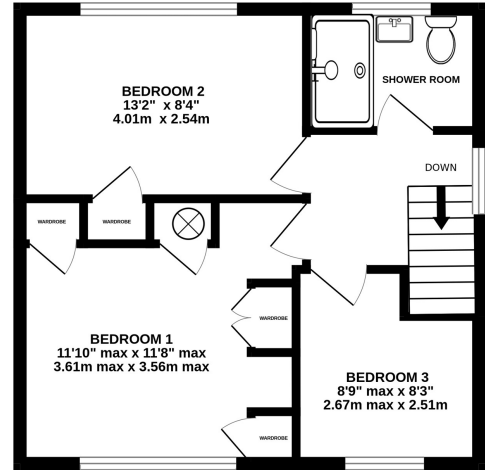 BEDROOM 2
13'2" x 8'4"
4.01m x 2.54m
SHOWER ROOM
DOWN
WARDROBE
WARDROBE
WARDROBE
BEDROOM 1
11'10" max x 11'8" max
3.61m max x 3.56m max
BEDROOM 3
8'9" max x 8'3"
2.67m max x 2.51m
WARDROBE